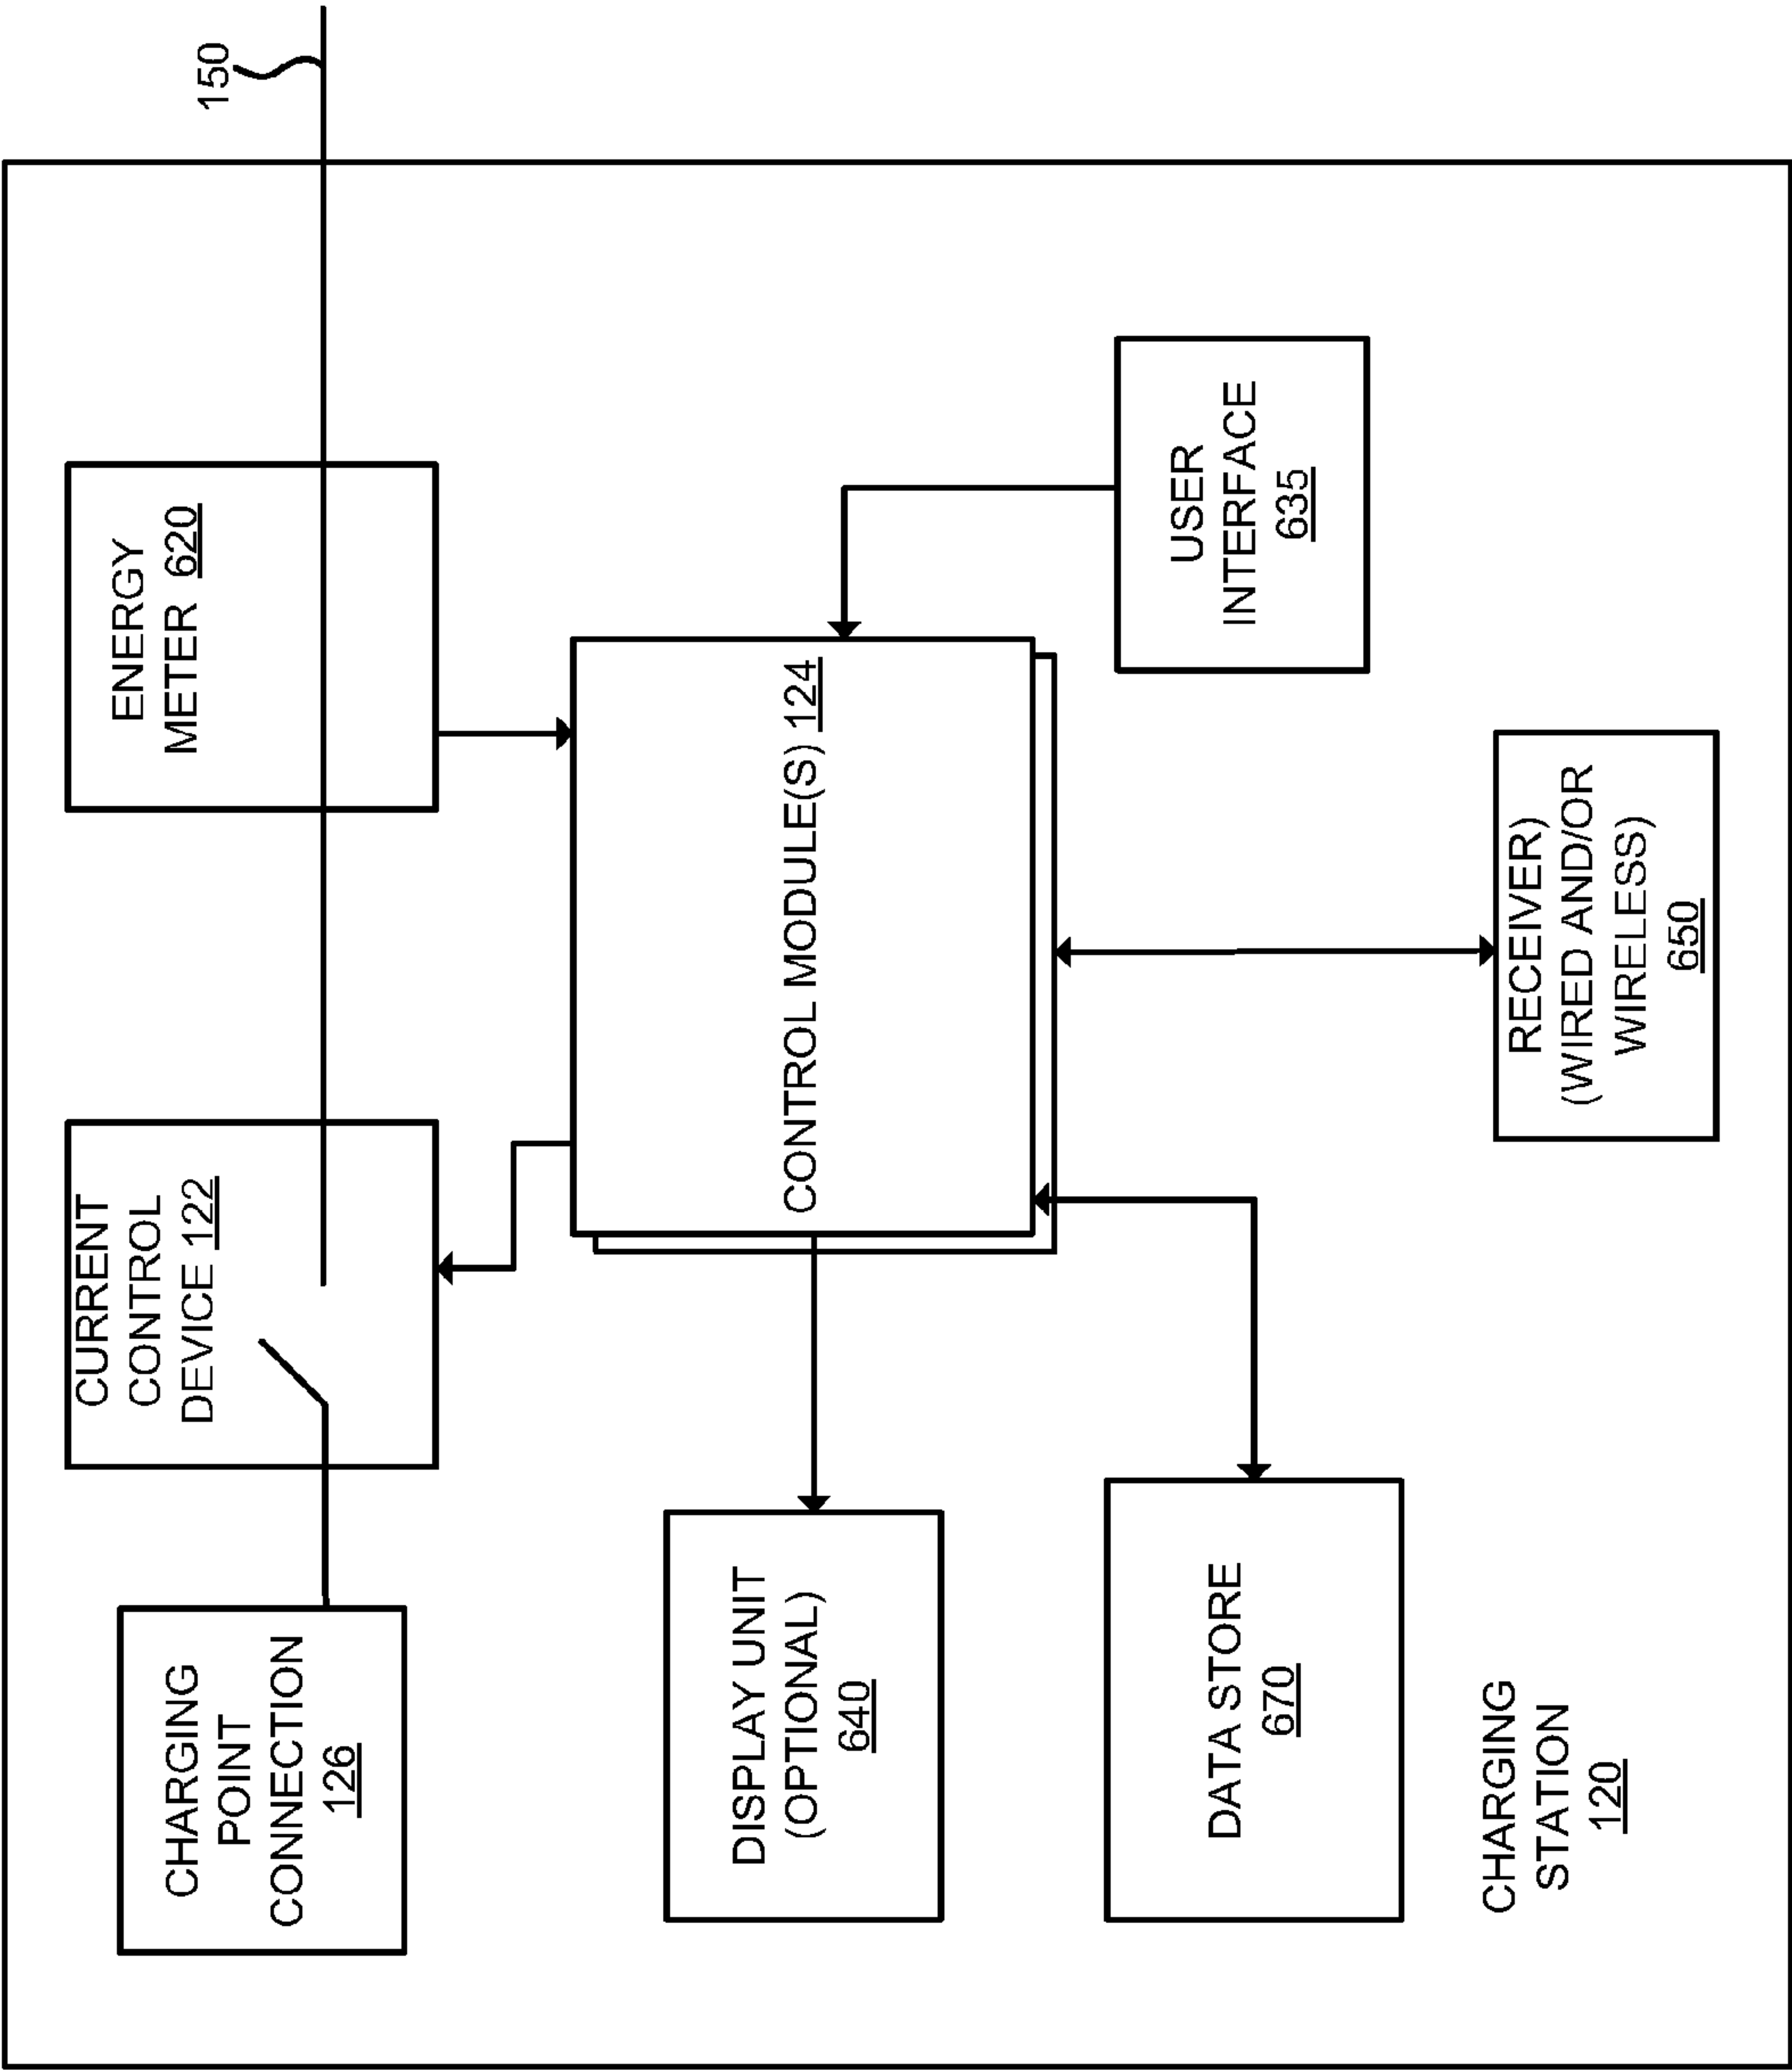 CHARGING
POINT
CONNECTION
126
CURRENT
CONTROL
DEVICE 122
ENERGY
METER 620
150
DISPLAY UNIT
(OPTIONAL)
640
CONTROL MODULE(S) 124
DATA STORE
670
USER
INTERFACE
635
RECEIVER)
(WIRED AND/OR
WIRELESS)
650
CHARGING
STATION
120